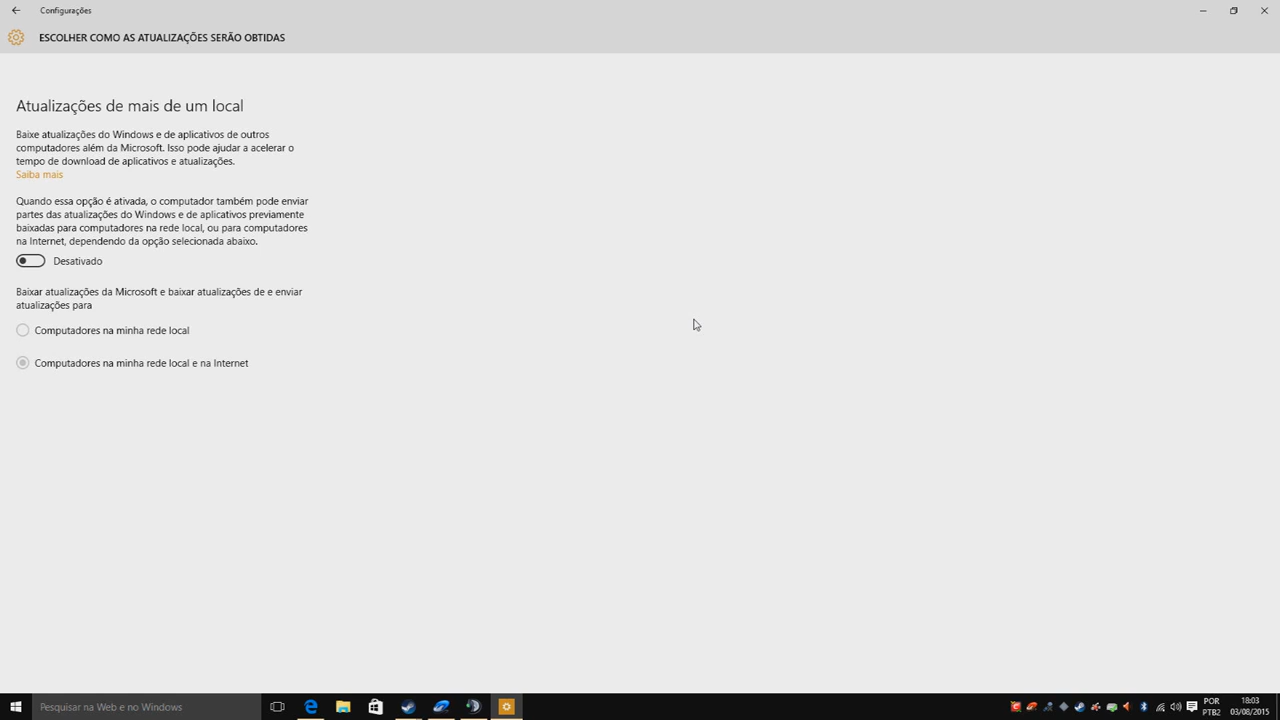 Configurações
ESCOLHER COMO AS ATUALIZAÇÕES SERÃO OBTIDAS
Atualizações de mais de um local
Baixe atualizações do Windows e de aplicativos de outros
computadores além da Microsoft. Isso pode ajudar a acelerar o
tempo de download de aplicativos e atualizações.
Saiba mais
Quando essa opção é ativada, o computador também pode enviar
partes das atualizações do Windows e de aplicativos previamente
baixadas para computadores na rede local, ou para computadores
na Internet, dependendo da opção selecionada abaixo.
Desativado
Baixar atualizações da Microsoft e baixar atualizações de e enviar
atualizações para
Computadores na minha rede local
Computadores na minha rede local e na Internet
Pesquisar na Web e no Windows
POR
PTB2
18:03
03/08/2015